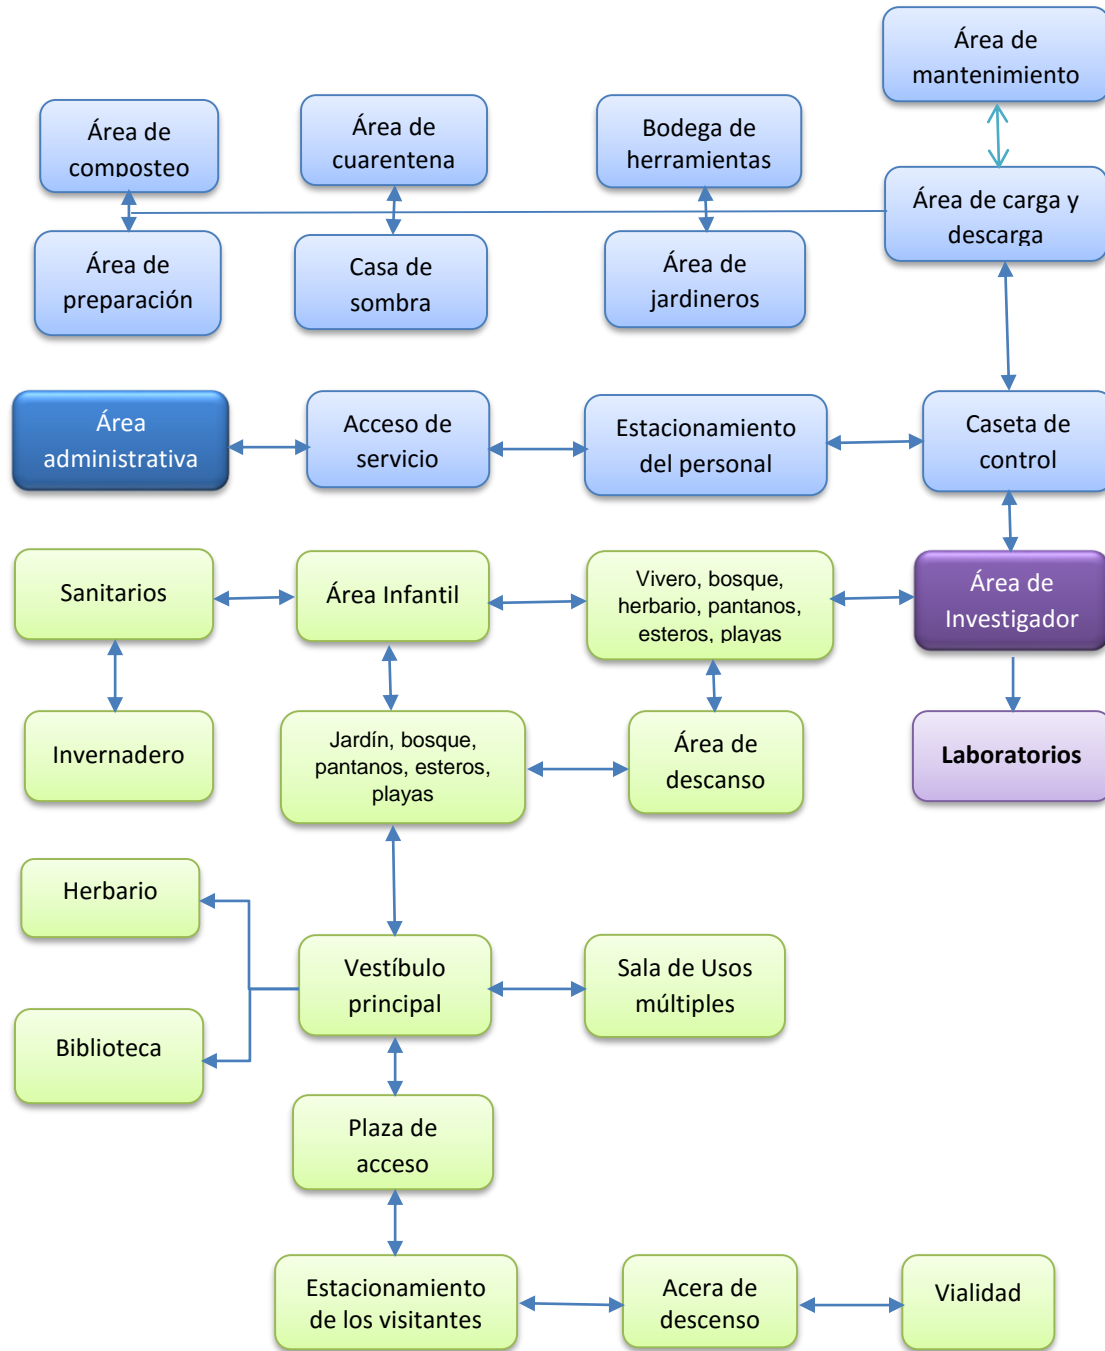 Área de
mantenimiento
Área de
composteo
Área de
cuarentena
Bodega de
herramientas
Área de carga y
descarga
Área de
preparación
Casa de
sombra
Área de
jardineros
Área
administrativa
Acceso de
servicio
Estacionamiento
del personal
Caseta de
control
Sanitarios
Área Infantil
Vivero, bosque,
herbario, pantanos,
esteros, playas
Área de
Investigador
Invernadero
Jardín, bosque,
pantanos, esteros,
playas
Área de
descanso
Laboratorios
Herbario
Vestíbulo
principal
Sala de Usos
múltiples
Biblioteca
Plaza de
acceso
Estacionamiento
de los visitantes
Acera de
descenso
Vialidad